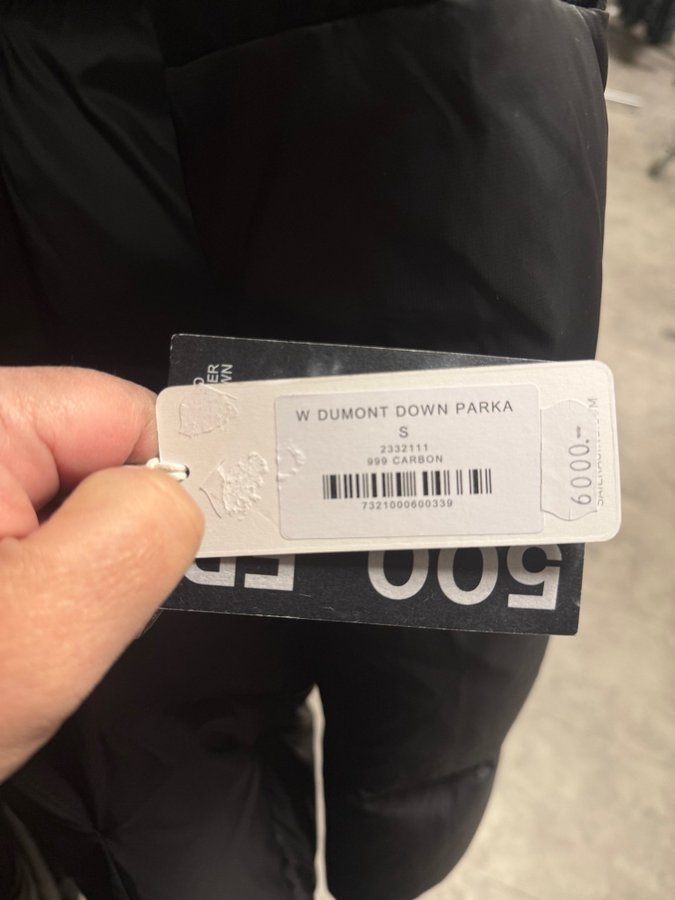 W DUMONT DOWN PARKA
S
2332111
999 CARBON
7321000600339
6000.-
500